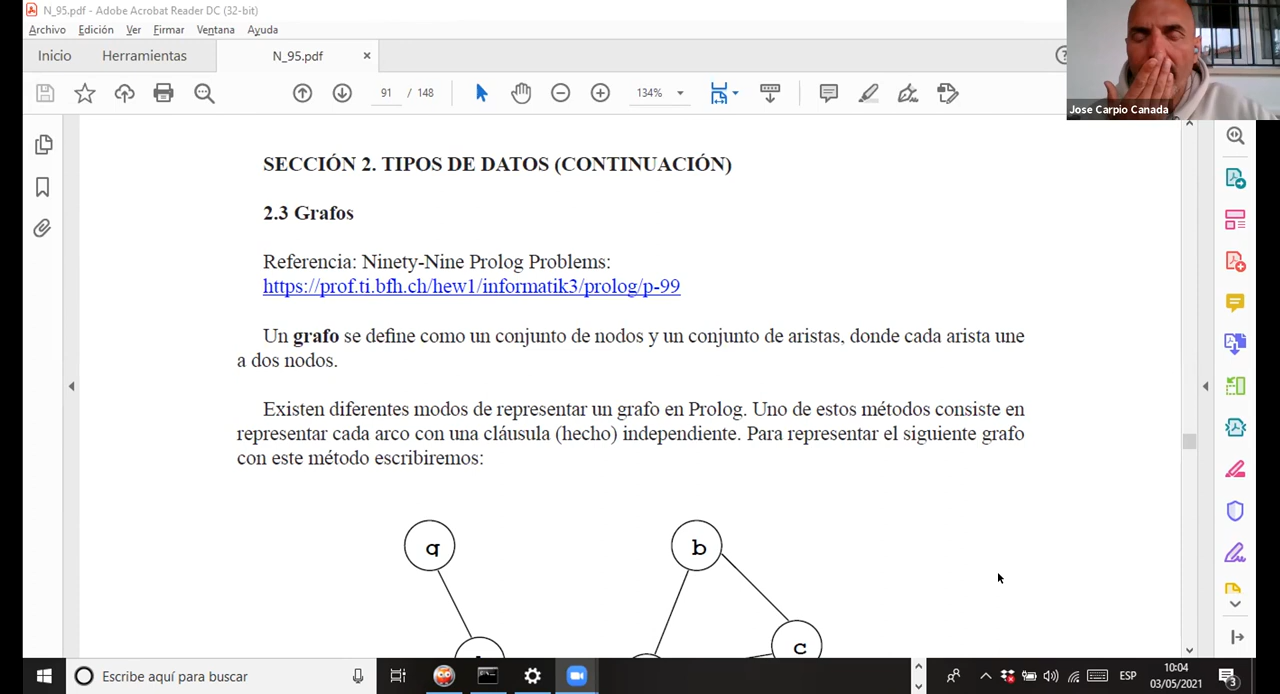 N_95.pdf - Adobe Acrobat Reader DC (32-bit)
Archivo Edición Ver Firmar Ventana Ayuda
Inicio Herramientas N_95.pdf ×
91 / 148 134%
Jose Carpio Canada
SECCIÓN 2. TIPOS DE DATOS (CONTINUACIÓN)
2.3 Grafos
Referencia: Ninety-Nine Prolog Problems:
https://prof.ti.bfh.ch/hew1/informatik3/prolog/p-99
Un grafo se define como un conjunto de nodos y un conjunto de aristas, donde cada arista une
a dos nodos.
Existen diferentes modos de representar un grafo en Prolog. Uno de estos métodos consiste en
representar cada arco con una cláusula (hecho) independiente. Para representar el siguiente grafo
con este método escribiremos:
g b
c
Escribe aquí para buscar
ESP
10:04
03/05/2021
3